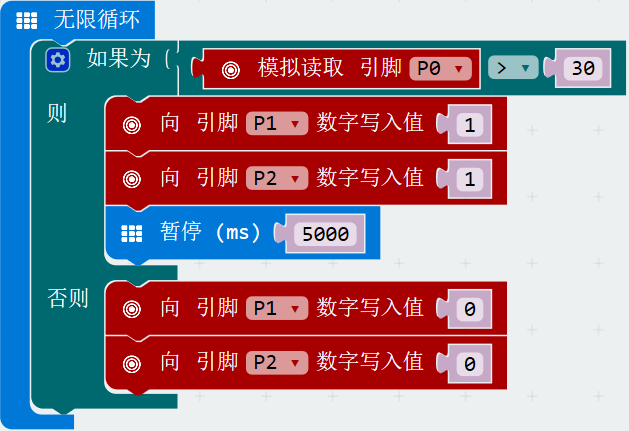 无限循环
如果为 ( 模拟读取 引脚 P0 ▼ > ▼ 30
则
向 引脚 P1 ▼ 数字写入值 1
向 引脚 P2 ▼ 数字写入值 1
暂停 (ms) 5000
否则
向 引脚 P1 ▼ 数字写入值 0
向 引脚 P2 ▼ 数字写入值 0